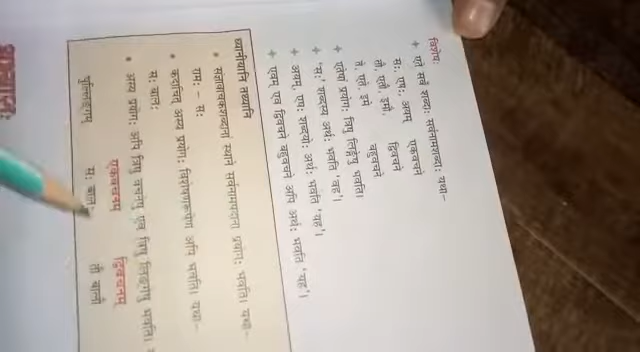 विशेषः
+ एते सर्वे शब्दाः सर्वनामशब्दाः यथा–
सः, एषः, अयम् एकवचने
तौ, एतौ, इमौ, द्विवचने
ते, एते, इमे बहुवचने
+ एतेषां प्रयोगः त्रिषु लिङ्गेषु भवति।
+ 'सः' शब्दस्य अर्थः भवति 'वह'।
+ अयम्, एषः शब्दयोः अर्थः भवति 'यह'।
+ एवम् एव द्विवचने बहुवचने अपि अर्थः भवति 'यह'।
ध्यानीयानि तथ्यानि
• संज्ञावाचकशब्दानां स्थाने सर्वनामपदानां प्रयोगः भवति। यथा–
रामः – सः
• कदाचित् अस्य प्रयोगः विशेषणरूपेण अपि भवति। यथा–
सः बालः
• अस्य प्रयोगः अपि त्रिषु वचनेषु एवं त्रिषु लिङ्गेषु भवति।
एकवचनम् द्विवचनम्
पुँल्लिङ्गम् सः बालः तौ बालौ